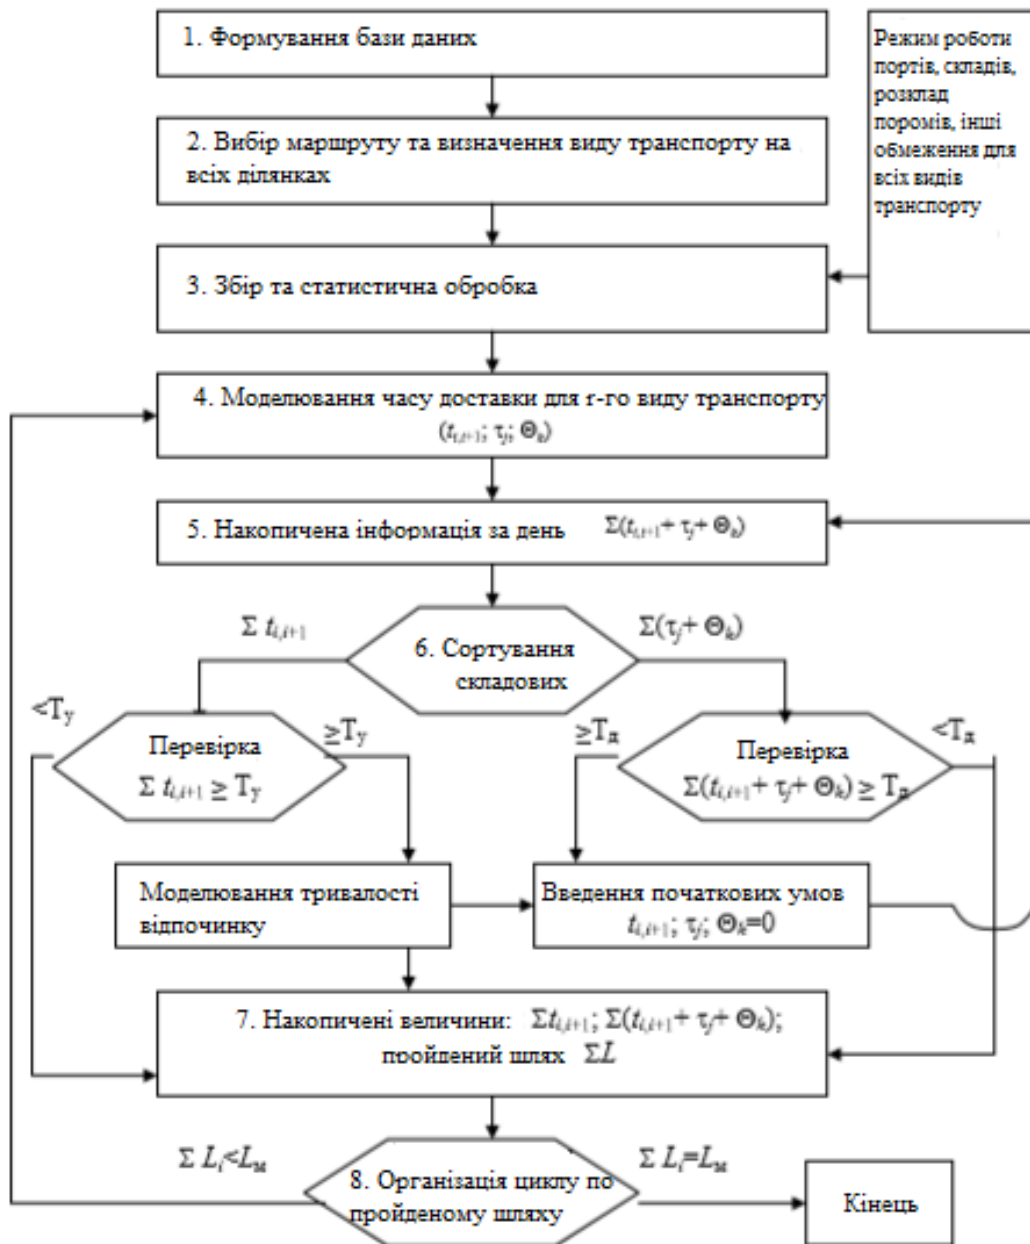 1. Формування бази даних
Режим роботи
портів, складів,
розклад
поромів, інші
обмеження для
всіх видів
транспорту
2. Вибір маршруту та визначення виду транспорту на
всіх ділянках
3. Збір та статистична обробка
4. Моделювання часу доставки для r-го виду транспорту
(tᵢ,ᵢ₊₁; τⱼ; Θₖ)
5. Накопичена інформація за день Σ(tᵢ,ᵢ₊₁+ τⱼ+ Θₖ)
Σ tᵢ,ᵢ₊₁
Σ(τⱼ+ Θₖ)
6. Сортування
складових
<Tу
≥Tу
≥Tд
<Tд
Перевірка
Σ tᵢ,ᵢ₊₁ ≥ Tу
Перевірка
Σ(tᵢ,ᵢ₊₁+ τⱼ+ Θₖ) ≥ Tд
Моделювання тривалості
відпочинку
Введення початкових умов
tᵢ,ᵢ₊₁; τⱼ; Θₖ=0
7. Накопичені величини: Σtᵢ,ᵢ₊₁; Σ(tᵢ,ᵢ₊₁+ τⱼ+ Θₖ);
пройдений шлях ΣL
Σ Lᵢ<Lм
Σ Lᵢ=Lм
8. Організація циклу по
пройденому шляху
Кінець